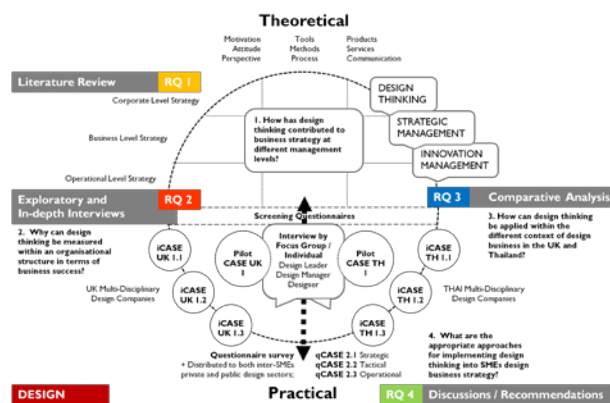 Theoretical
Motivation
Attitude
Perspective
Tools
Methods
Process
Products
Services
Communication
Literature Review
RQ 1
Corporate Level Strategy
Business Level Strategy
Operational Level Strategy
DESIGN
THINKING
STRATEGIC
MANAGEMENT
INNOVATION
MANAGEMENT
1. How has design
thinking contributed to
business strategy at
different management
levels?
Exploratory and
In-depth Interviews
RQ 2
RQ 3
Comparative Analysis
Screening Questionnaires
2. Why can design
thinking be measured
within an organisational
structure in terms of
business success?
3. How can design thinking
be applied within the
different context of design
business in the UK and
Thailand?
iCASE
UK 1.1
Pilot
CASE UK
1
Interview by
Focus Group /
Individual
Design Leader
Design Manager
Designer
Pilot
CASE TH
1
iCASE
TH 1.1
UK Multi-Disciplinary
Design Companies
iCASE
UK 1.2
iCASE
TH 1.2
THAI Multi-Disciplinary
Design Companies
iCASE
UK 1.3
iCASE
TH 1.3
4. What are the
appropriate approaches
for implementing design
thinking into SMEs design
business strategy?
Questionnaire survey
+ Distributed to both inter-SMEs
private and public design sectors;
qCASE 2.1 Strategic
qCASE 2.2 Tactical
qCASE 2.3 Operational
DESIGN
Practical
RQ 4
Discussions / Recommendations